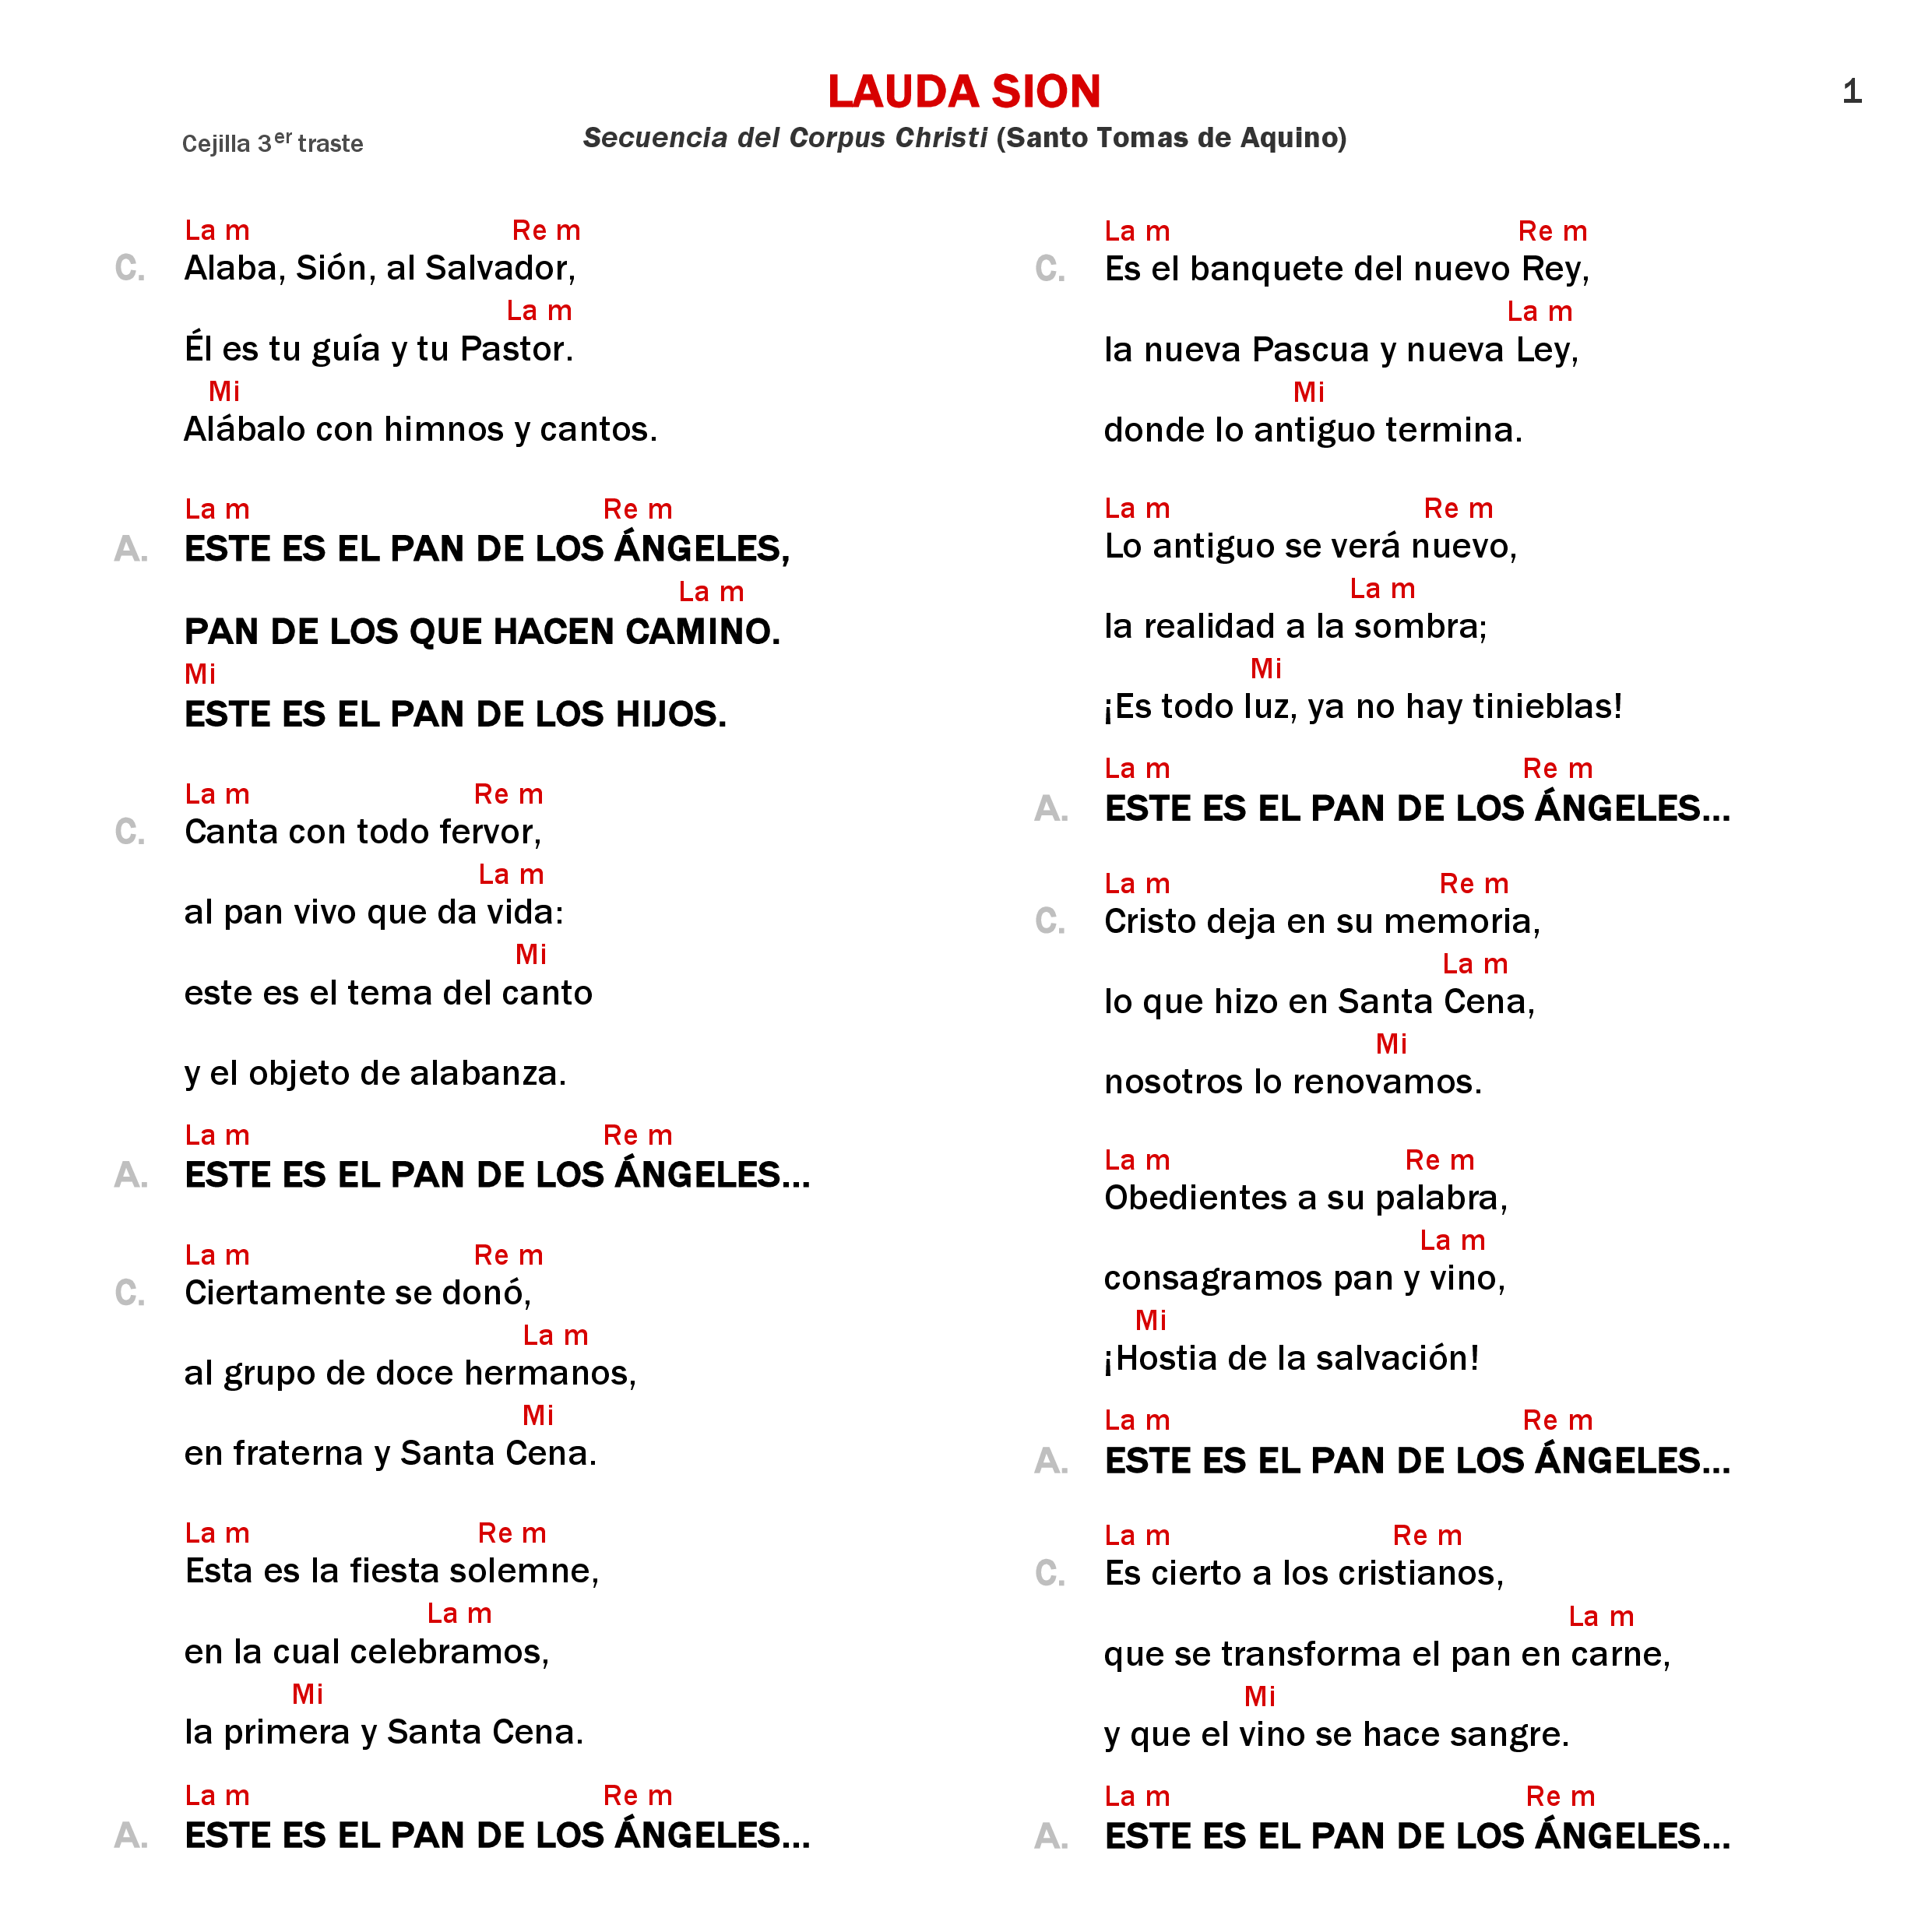 LAUDA SION
1
Cejilla 3er traste
Secuencia del Corpus Christi (Santo Tomas de Aquino)
La m Re m
C. Alaba, Sión, al Salvador,
La m
Él es tu guía y tu Pastor.
Mi
Alábalo con himnos y cantos.
La m Re m
A. ESTE ES EL PAN DE LOS ÁNGELES,
La m
PAN DE LOS QUE HACEN CAMINO.
Mi
ESTE ES EL PAN DE LOS HIJOS.
La m Re m
C. Canta con todo fervor,
La m
al pan vivo que da vida:
Mi
este es el tema del canto
y el objeto de alabanza.
La m Re m
A. ESTE ES EL PAN DE LOS ÁNGELES...
La m Re m
C. Ciertamente se donó,
La m
al grupo de doce hermanos,
Mi
en fraterna y Santa Cena.
La m Re m
Esta es la fiesta solemne,
La m
en la cual celebramos,
Mi
la primera y Santa Cena.
La m Re m
A. ESTE ES EL PAN DE LOS ÁNGELES...
La m Re m
C. Es el banquete del nuevo Rey,
La m
la nueva Pascua y nueva Ley,
Mi
donde lo antiguo termina.
La m Re m
Lo antiguo se verá nuevo,
La m
la realidad a la sombra;
Mi
¡Es todo luz, ya no hay tinieblas!
La m Re m
A. ESTE ES EL PAN DE LOS ÁNGELES...
La m Re m
C. Cristo deja en su memoria,
La m
lo que hizo en Santa Cena,
Mi
nosotros lo renovamos.
La m Re m
Obedientes a su palabra,
La m
consagramos pan y vino,
Mi
¡Hostia de la salvación!
La m Re m
A. ESTE ES EL PAN DE LOS ÁNGELES...
La m Re m
C. Es cierto a los cristianos,
La m
que se transforma el pan en carne,
Mi
y que el vino se hace sangre.
La m Re m
A. ESTE ES EL PAN DE LOS ÁNGELES...